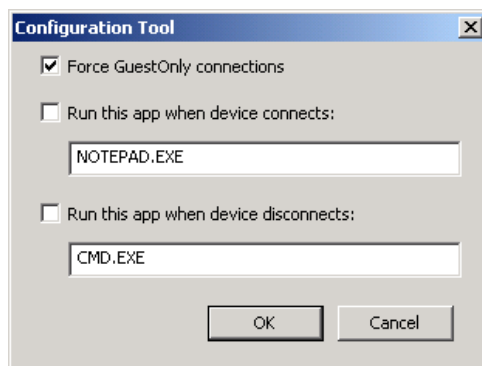 Configuration Tool
Force GuestOnly connections
Run this app when device connects:
NOTEPAD.EXE
Run this app when device disconnects:
CMD.EXE
OK Cancel